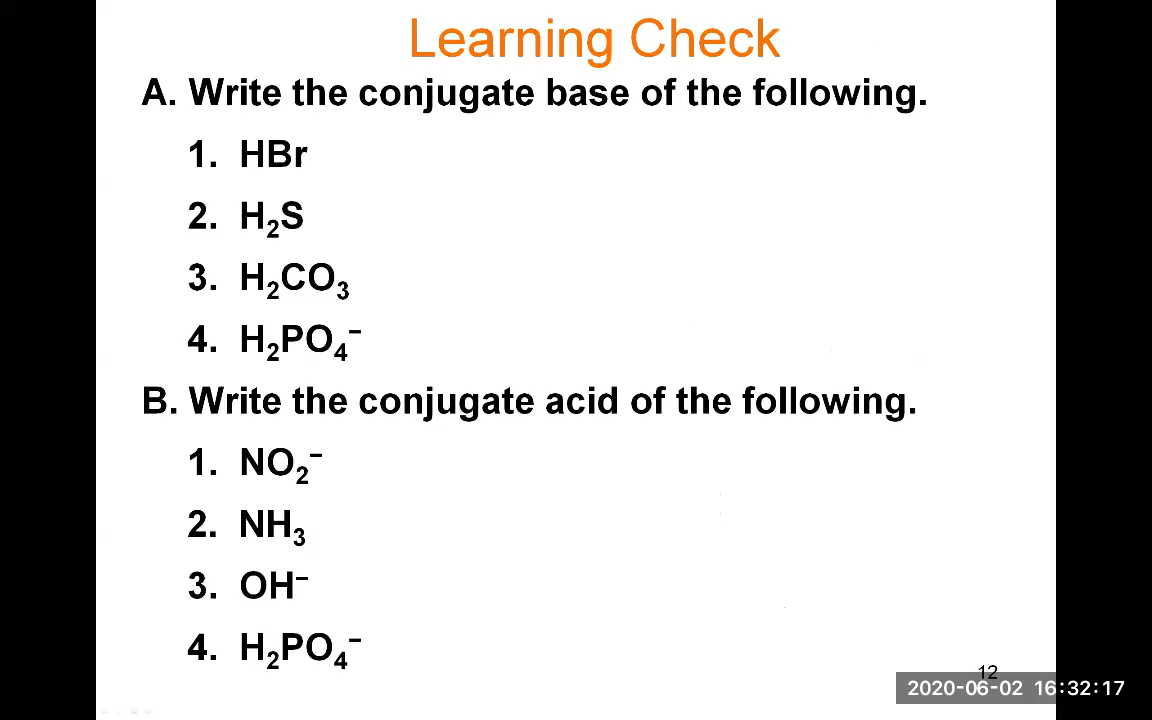 Learning Check
A. Write the conjugate base of the following.
1. HBr
2. H₂S
3. H₂CO₃
4. H₂PO₄⁻
B. Write the conjugate acid of the following.
1. NO₂⁻
2. NH₃
3. OH⁻
4. H₂PO₄⁻
12
2020-06-02 16:32:17